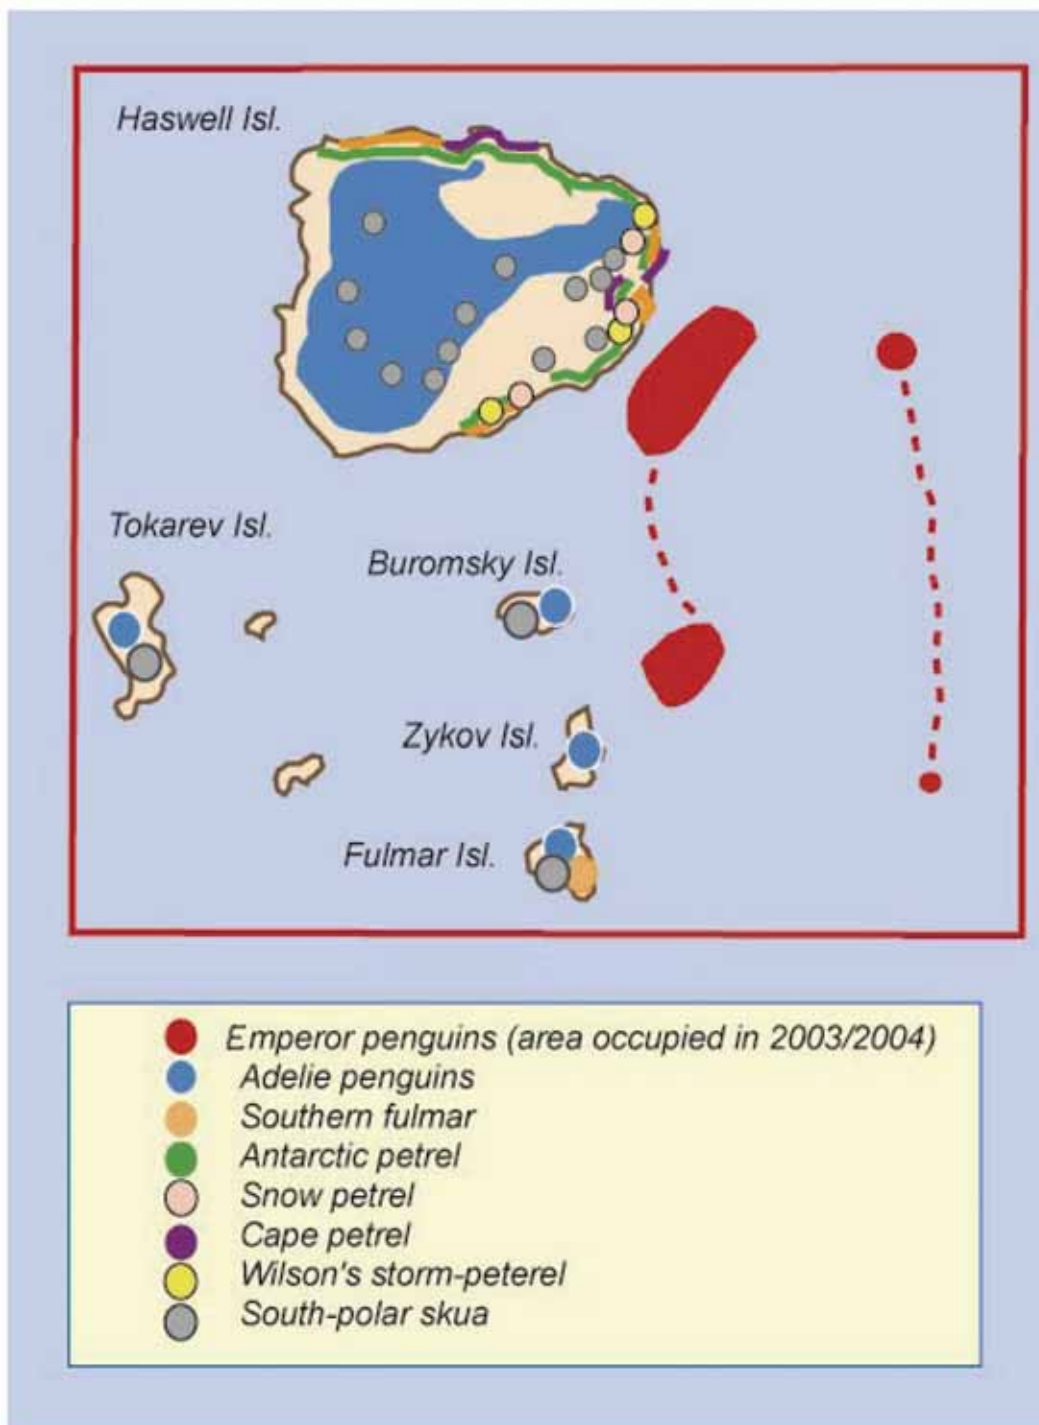 Haswell Isl.
Tokarev Isl.
Buromsky Isl.
Zykov Isl.
Fulmar Isl.
Emperor penguins (area occupied in 2003/2004)
Adelie penguins
Southern fulmar
Antarctic petrel
Snow petrel
Cape petrel
Wilson's storm-peterel
South-polar skua